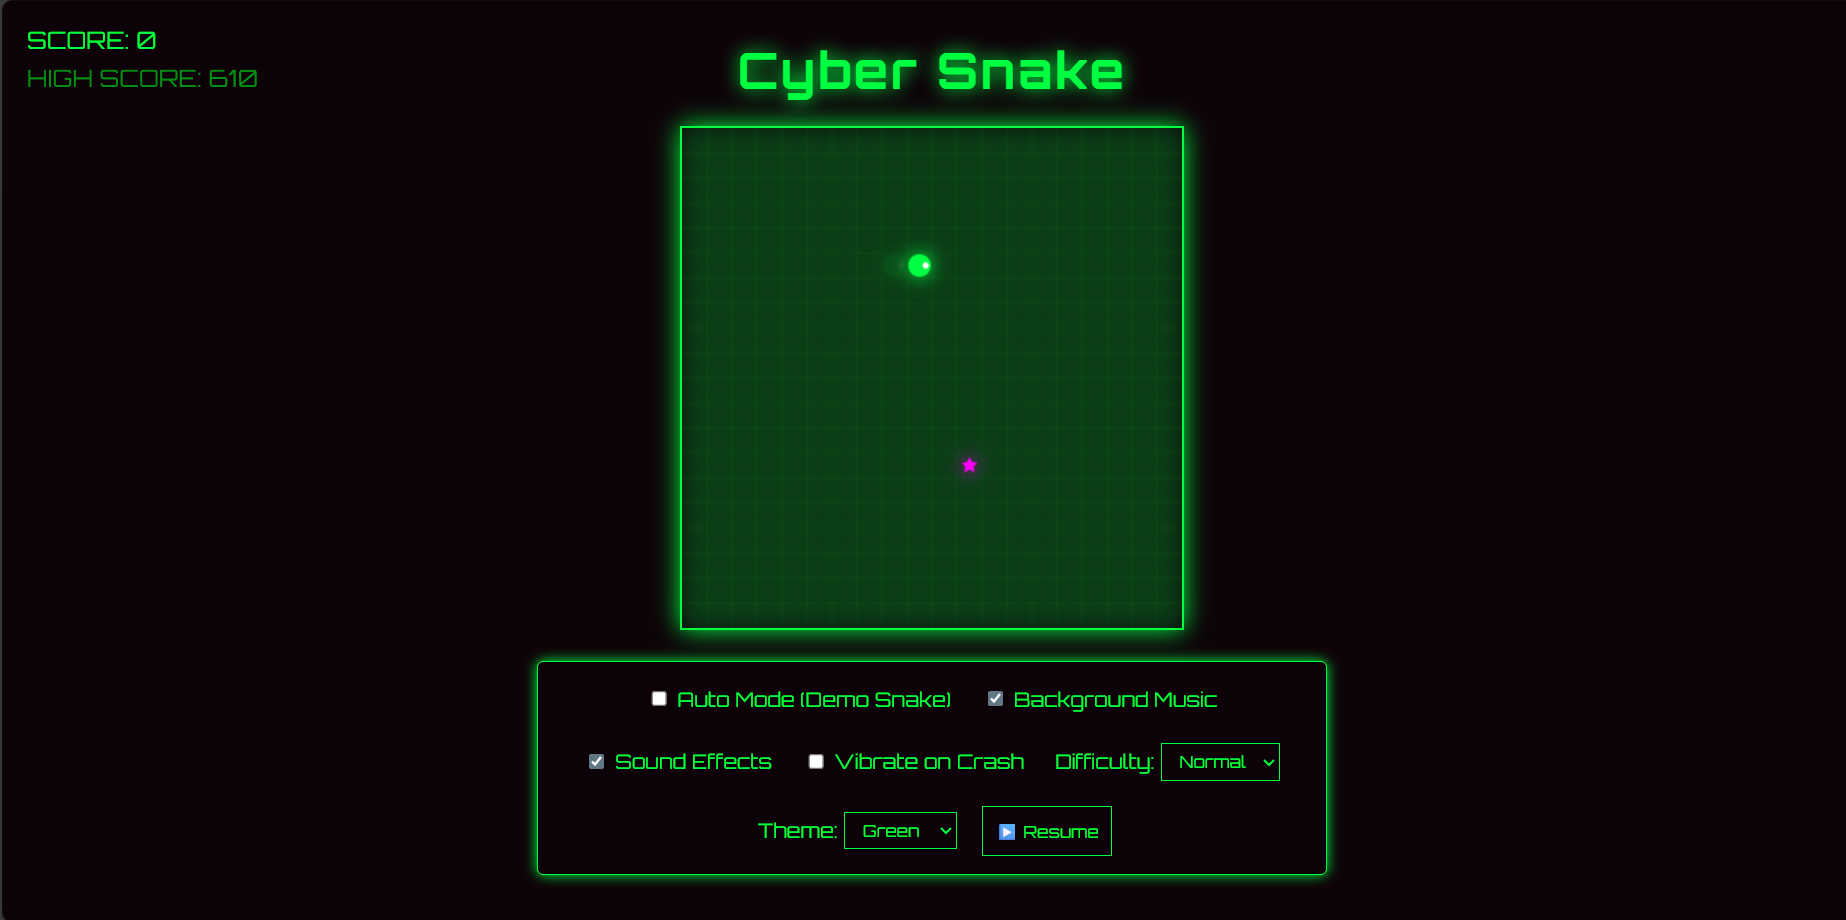 SCORE: 0
HIGH SCORE: 610
Cyber Snake
Auto Mode (Demo Snake) Background Music
Sound Effects Vibrate on Crash Difficulty: Normal
Theme: Green Resume